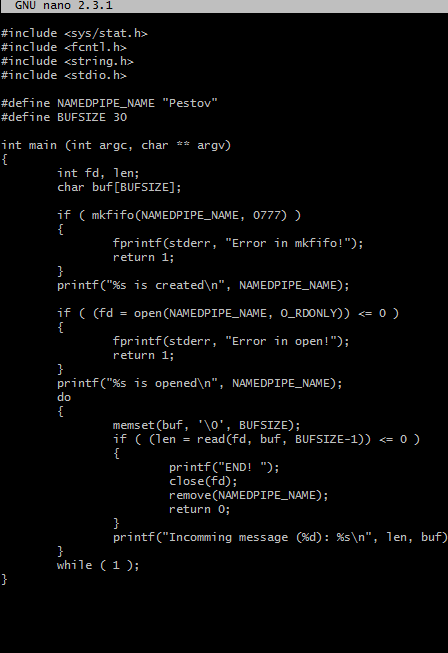 GNU nano 2.3.1
#include <sys/stat.h>
#include <fcntl.h>
#include <string.h>
#include <stdio.h>
#define NAMEDPIPE_NAME "Pestov"
#define BUFSIZE 30
int main (int argc, char ** argv)
{
int fd, len;
char buf[BUFSIZE];
if ( mkfifo(NAMEDPIPE_NAME, 0777) )
{
fprintf(stderr, "Error in mkfifo!");
return 1;
}
printf("%s is created\n", NAMEDPIPE_NAME);
if ( (fd = open(NAMEDPIPE_NAME, O_RDONLY)) <= 0 )
{
fprintf(stderr, "Error in open!");
return 1;
}
printf("%s is opened\n", NAMEDPIPE_NAME);
do
{
memset(buf, '\0', BUFSIZE);
if ( (len = read(fd, buf, BUFSIZE-1)) <= 0 )
{
printf("END! ");
close(fd);
remove(NAMEDPIPE_NAME);
return 0;
}
printf("Incomming message (%d): %s\n", len, buf)
}
while ( 1 );
}